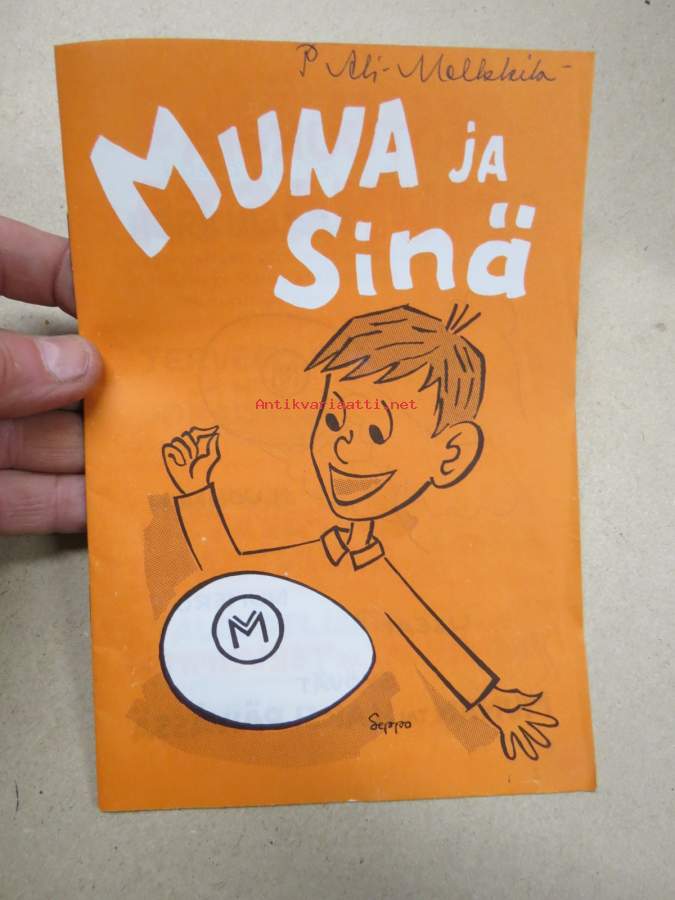 P Ali-Melkkilä
MUNA ja
Sinä
Antikvariaatti.net
M
Seppo